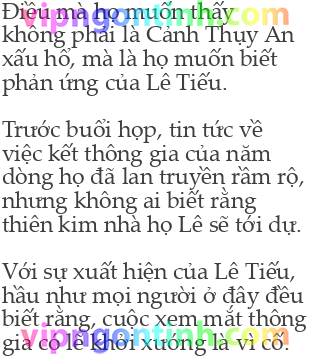 Điều mà họ muốn thấy
không phải là Cảnh Thụy An
xấu hổ, mà là họ muốn biết
phản ứng của Lê Tiếu.
Trước buổi họp, tin tức về
việc kết thông gia của năm
dòng họ đã lan truyền rầm rộ,
nhưng không ai biết rằng
thiên kim nhà họ Lê sẽ tới dự.
Với sự xuất hiện của Lê Tiếu,
hầu như mọi người ở đây đều
biết rằng, cuộc xem mắt thông
gia có lẽ khởi xướng là vì cô.
vipngontinh.com
vipngontinh.com